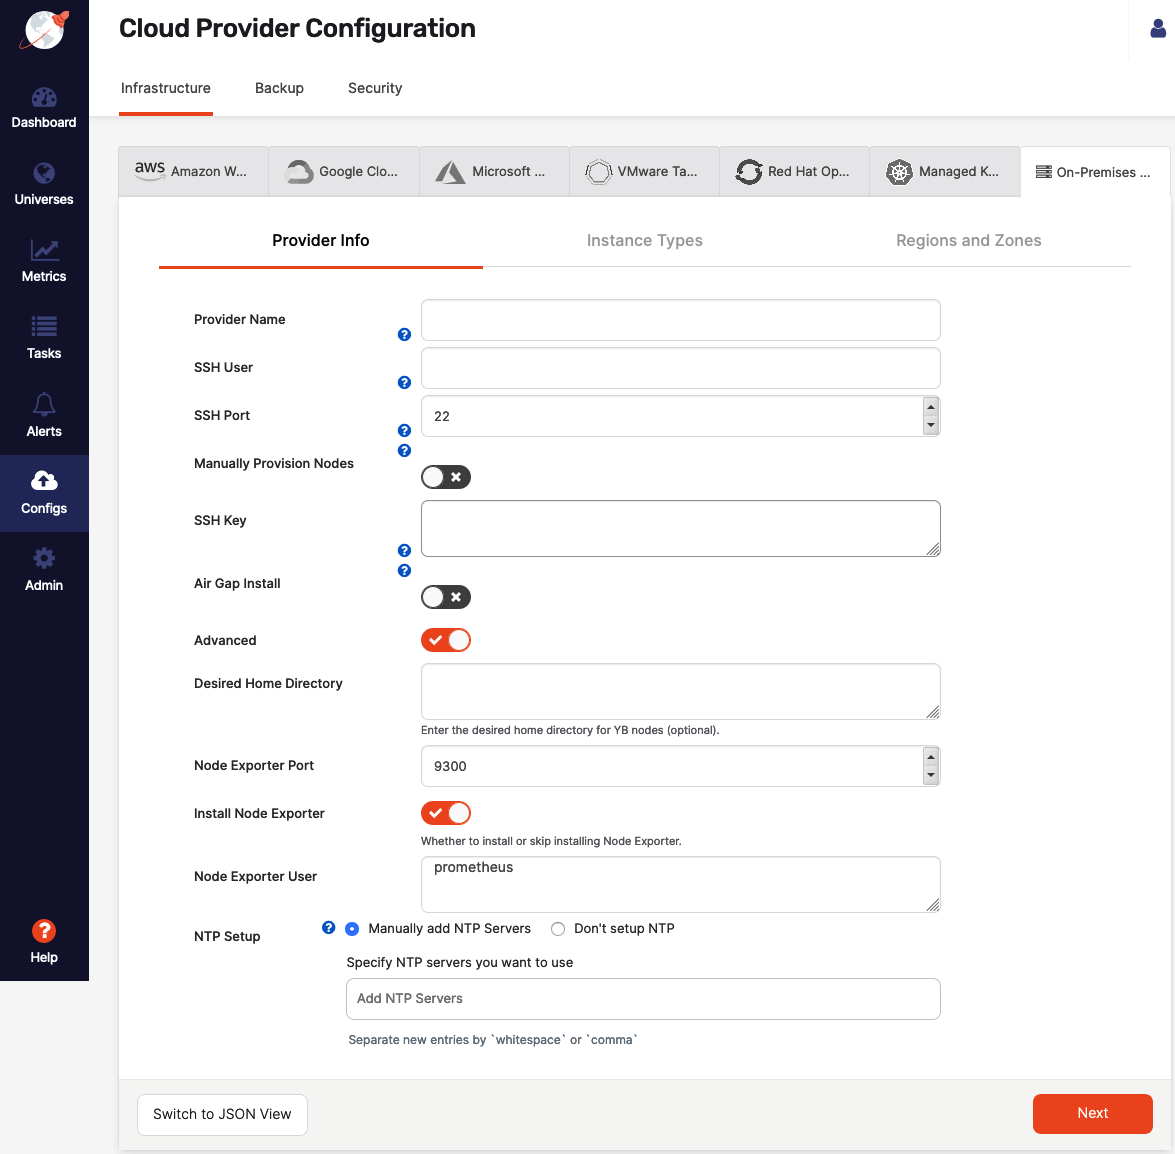 Cloud Provider Configuration
Infrastructure
Backup
Security
Dashboard
Universes
Metrics
Tasks
Alerts
Configs
Admin
Help
aws Amazon W...
Google Clo...
Microsoft ...
VMware Ta...
Red Hat Op...
Managed K...
On-Premises ...
Provider Info
Instance Types
Regions and Zones
Provider Name
?
SSH User
?
SSH Port
?
22
Manually Provision Nodes
?
SSH Key
?
Air Gap Install
?
Advanced
Desired Home Directory
Enter the desired home directory for YB nodes (optional).
Node Exporter Port
9300
Install Node Exporter
Whether to install or skip installing Node Exporter.
Node Exporter User
prometheus
NTP Setup
?
Manually add NTP Servers
Don't setup NTP
Specify NTP servers you want to use
Add NTP Servers
Separate new entries by `whitespace` or `comma`
Switch to JSON View
Next